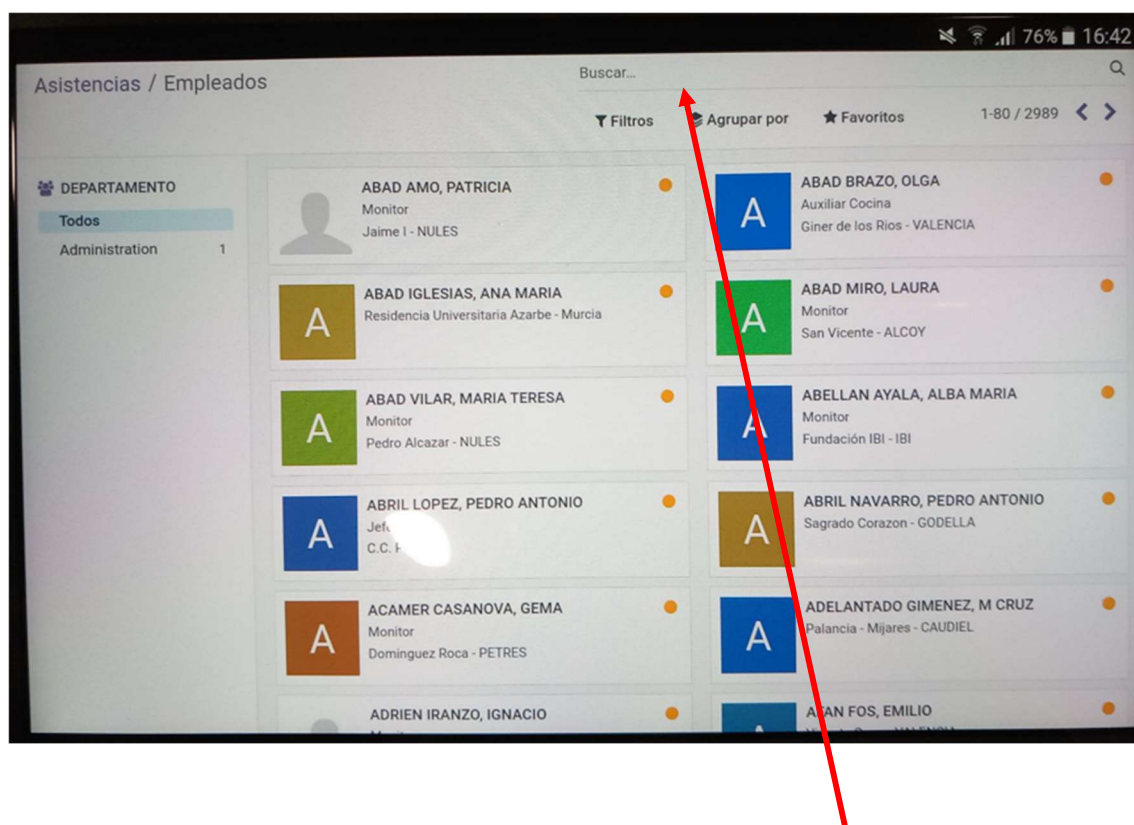 76% 16:42
Asistencias / Empleados
Buscar...
Filtros
Agrupar por
Favoritos
1-80 / 2989
DEPARTAMENTO
Todos
Administration 1
ABAD AMO, PATRICIA
Monitor
Jaime I - NULES
A
ABAD BRAZO, OLGA
Auxiliar Cocina
Giner de los Rios - VALENCIA
A
ABAD IGLESIAS, ANA MARIA
Residencia Universitaria Azarbe - Murcia
A
ABAD MIRO, LAURA
Monitor
San Vicente - ALCOY
A
ABAD VILAR, MARIA TERESA
Monitor
Pedro Alcazar - NULES
A
ABELLAN AYALA, ALBA MARIA
Monitor
Fundación IBI - IBI
A
ABRIL LOPEZ, PEDRO ANTONIO
C.C.
A
ABRIL NAVARRO, PEDRO ANTONIO
Sagrado Corazon - GODELLA
A
ACAMER CASANOVA, GEMA
Monitor
Dominguez Roca - PETRES
A
ADELANTADO GIMENEZ, M CRUZ
Palancia - Mijares - CAUDIEL
ADRIEN IRANZO, IGNACIO
FOS, EMILIO